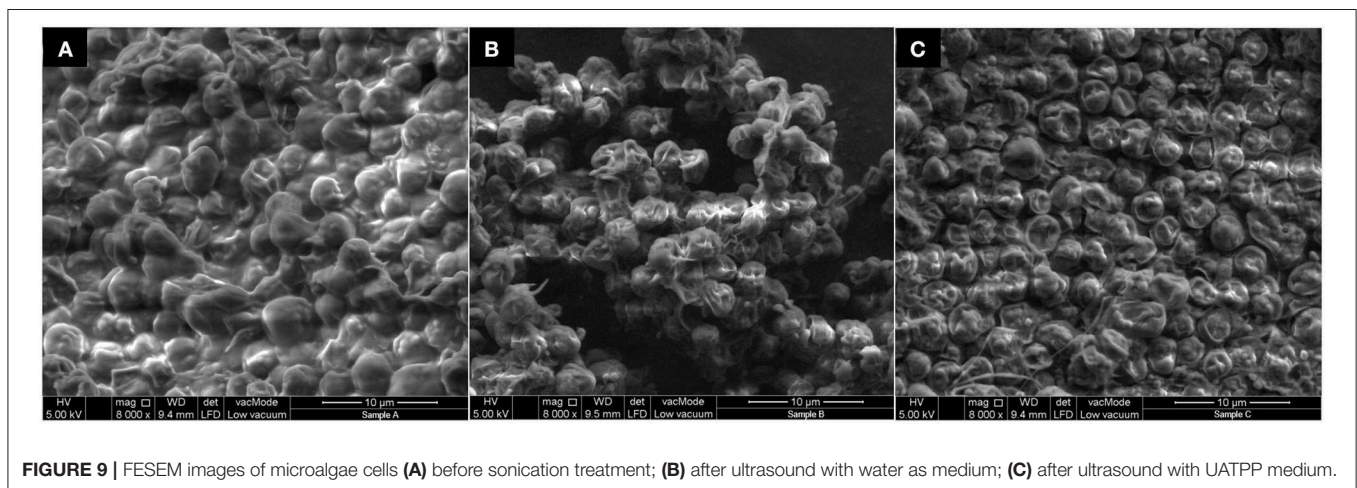 A
B
C
HV mag □ WD det vacMode 10 µm
5.00 kV 8 000 x 9.4 mm LFD Low vacuum Sample A
HV mag □ WD det vacMode 10 µm
5.00 kV 8 000 x 9.5 mm LFD Low vacuum Sample B
HV mag □ WD det vacMode 10 µm
5.00 kV 8 000 x 9.4 mm LFD Low vacuum Sample C
FIGURE 9 | FESEM images of microalgae cells (A) before sonication treatment; (B) after ultrasound with water as medium; (C) after ultrasound with UATPP medium.